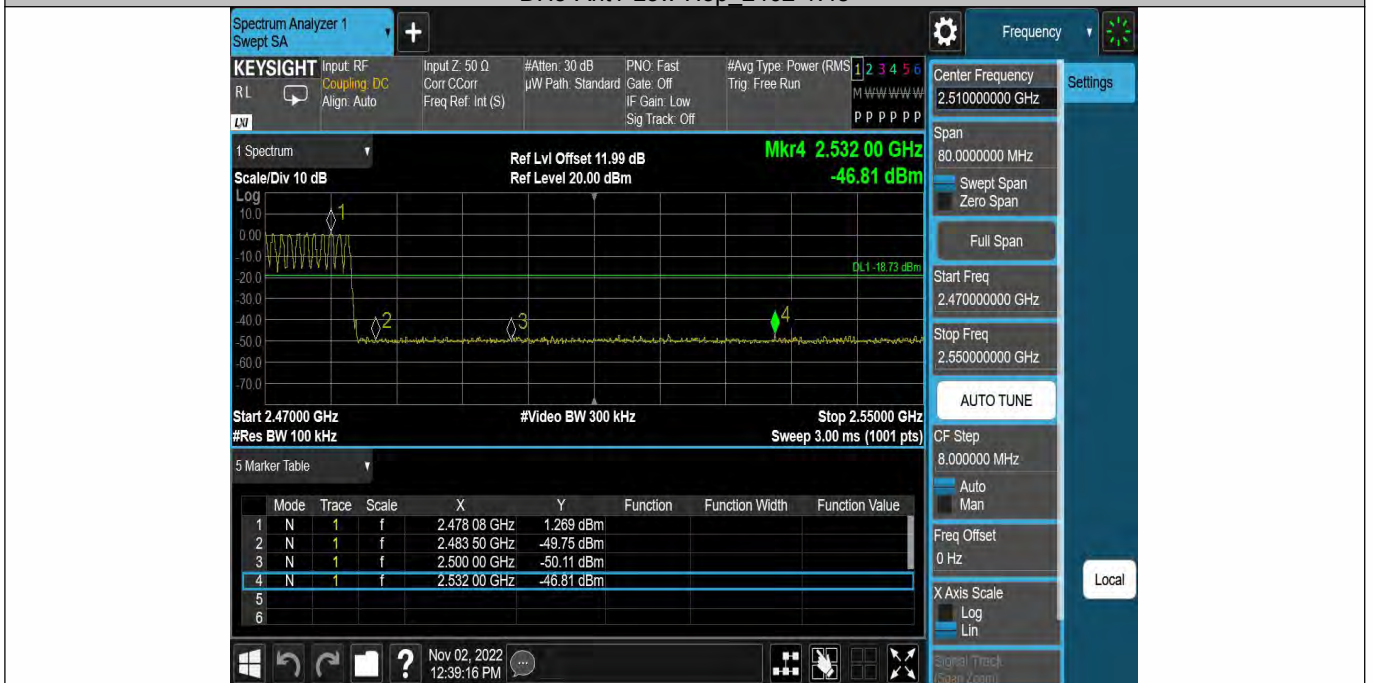 Spectrum Analyzer 1
Swept SA
+
Frequency
KEYSIGHT Input: RF Input Z: 50 Ω #Atten: 30 dB PNO: Fast #Avg Type: Power (RMS 1 2 3 4 5 6
RL Coupling: DC Corr CCorr µW Path: Standard Gate: Off Trig: Free Run M W W W W W
Align: Auto Freq Ref: Int (S) IF Gain: Low
LXI Sig Track: Off P P P P P P
1 Spectrum
Ref Lvl Offset 11.99 dB
Mkr4 2.532 00 GHz
Scale/Div 10 dB
Ref Level 20.00 dBm
-46.81 dBm
Log
10.0
0.00
-10.0
-20.0
-30.0
-40.0
-50.0
-60.0
-70.0
1
2
3
4
DL1 -18.73 dBm
Start 2.47000 GHz #Video BW 300 kHz Stop 2.55000 GHz
#Res BW 100 kHz Sweep 3.00 ms (1001 pts)
5 Marker Table
Mode Trace Scale X Y Function Function Width Function Value
1 N 1 f 2.478 08 GHz 1.269 dBm
2 N 1 f 2.483 50 GHz -49.75 dBm
3 N 1 f 2.500 00 GHz -50.11 dBm
4 N 1 f 2.532 00 GHz -46.81 dBm
5
6
? Nov 02, 2022
12:39:16 PM
Center Frequency
2.510000000 GHz
Settings
Span
80.0000000 MHz
Swept Span
Zero Span
Full Span
Start Freq
2.470000000 GHz
Stop Freq
2.550000000 GHz
AUTO TUNE
CF Step
8.000000 MHz
Auto
Man
Freq Offset
0 Hz
Local
X Axis Scale
Log
Lin
Signal Track
(Span Zoom)